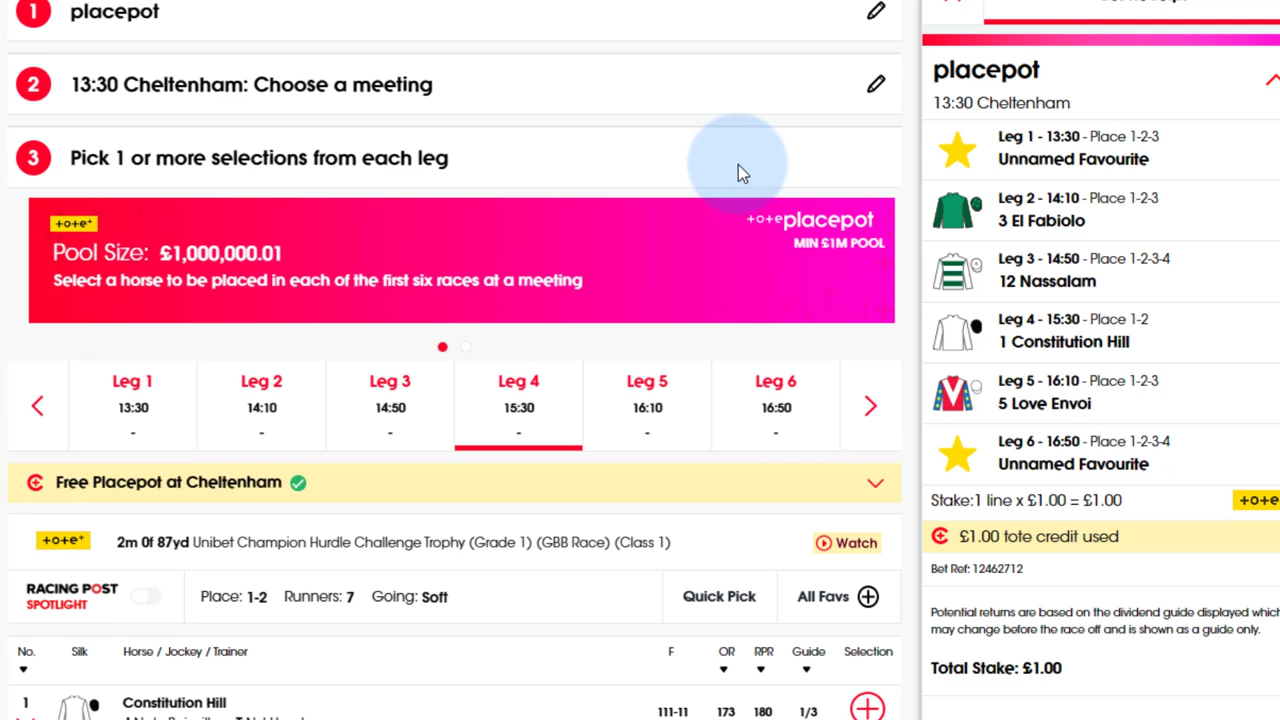 1 placepot
2 13:30 Cheltenham: Choose a meeting
3 Pick 1 or more selections from each leg
+o+e+
+o+eplacepot
Pool Size: £1,000,000.01
MIN £1M POOL
Select a horse to be placed in each of the first six races at a meeting
Leg 1 Leg 2 Leg 3 Leg 4 Leg 5 Leg 6
13:30 14:10 14:50 15:30 16:10 16:50
- - - - - -
Free Placepot at Cheltenham
+o+e+ 2m 0f 87yd Unibet Champion Hurdle Challenge Trophy (Grade 1) (GBB Race) (Class 1) Watch
RACING POST
SPOTLIGHT
Place: 1-2 Runners: 7 Going: Soft Quick Pick All Favs
No. Silk Horse / Jockey / Trainer F OR RPR Guide Selection
1 Constitution Hill 111-11 173 180 1/3
placepot
13:30 Cheltenham
Leg 1 - 13:30 - Place 1-2-3
Unnamed Favourite
Leg 2 - 14:10 - Place 1-2-3
3 El Fabiolo
Leg 3 - 14:50 - Place 1-2-3-4
12 Nassalam
Leg 4 - 15:30 - Place 1-2
1 Constitution Hill
Leg 5 - 16:10 - Place 1-2-3
5 Love Envoi
Leg 6 - 16:50 - Place 1-2-3-4
Unnamed Favourite
Stake:1 line x £1.00 = £1.00 +o+e
£1.00 tote credit used
Bet Ref: 12462712
Potential returns are based on the dividend guide displayed which
may change before the race off and is shown as a guide only.
Total Stake: £1.00